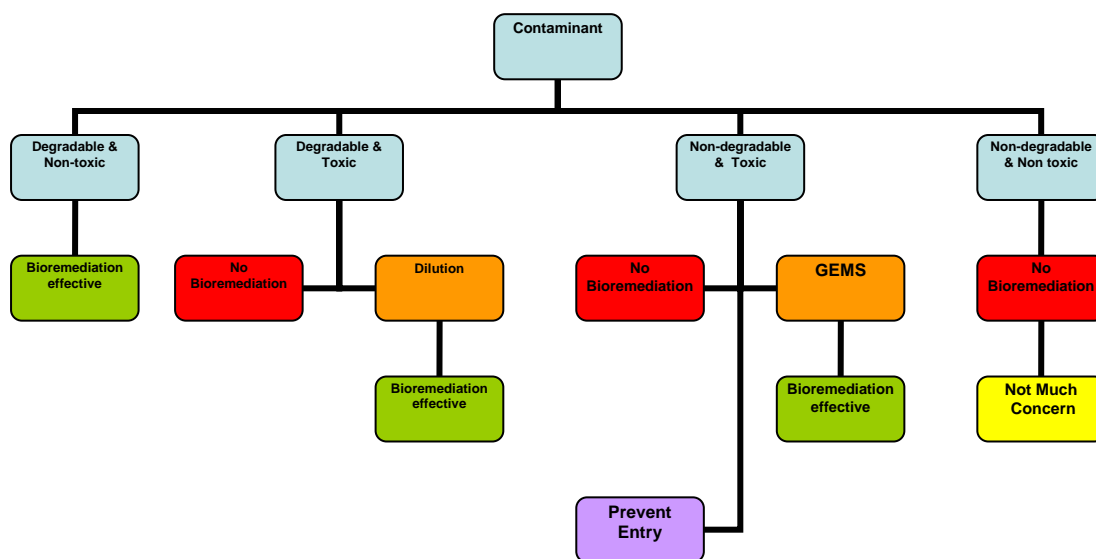 Contaminant
Degradable &
Non-toxic
Degradable &
Toxic
Non-degradable
& Toxic
Non-degradable
& Non toxic
Bioremediation
effective
No
Bioremediation
Dilution
No
Bioremediation
GEMS
No
Bioremediation
Bioremediation
effective
Bioremediation
effective
Not Much
Concern
Prevent
Entry